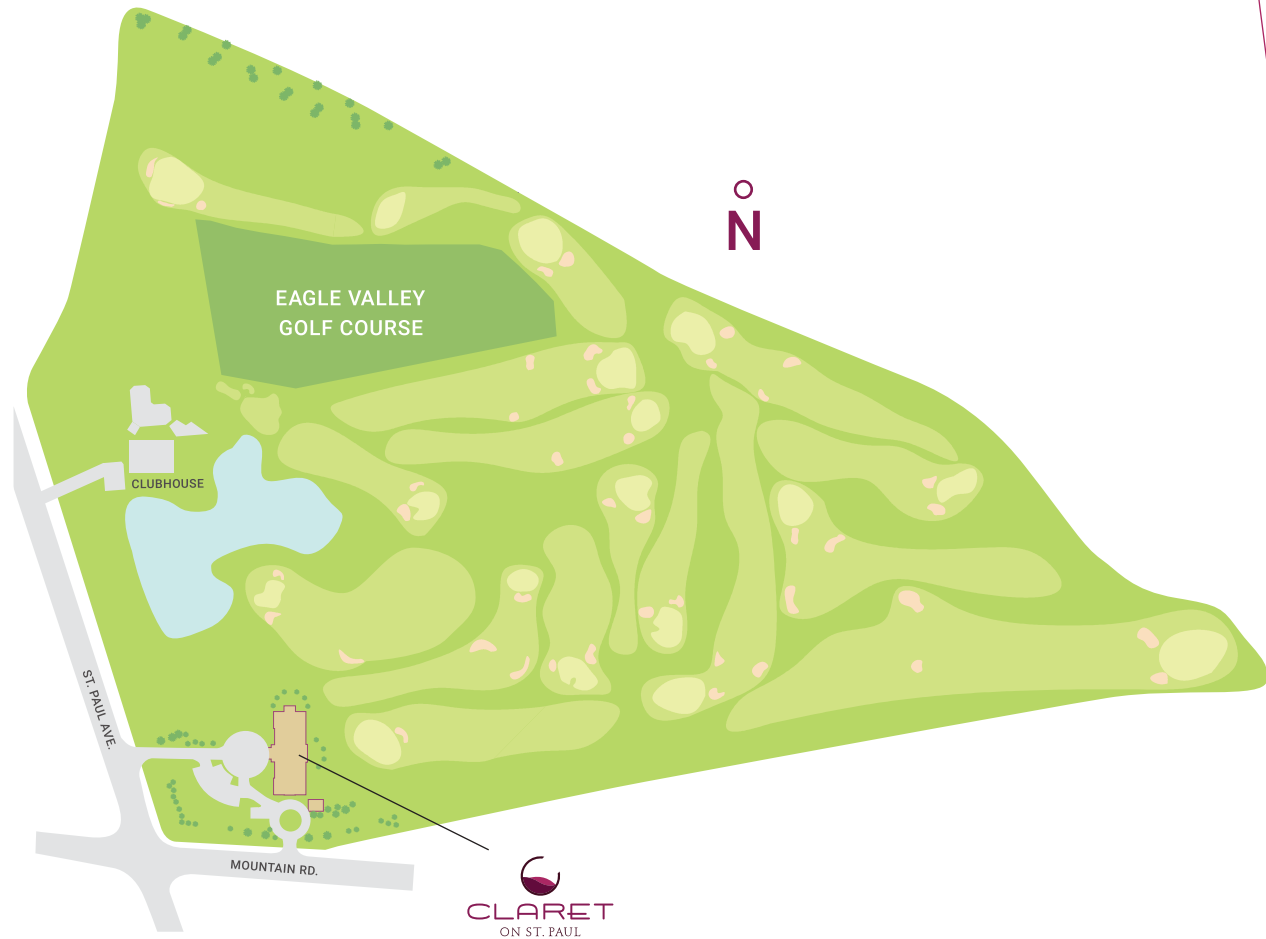 N
EAGLE VALLEY
GOLF COURSE
CLUBHOUSE
ST. PAUL AVE.
MOUNTAIN RD.
CLARET
ON ST. PAUL